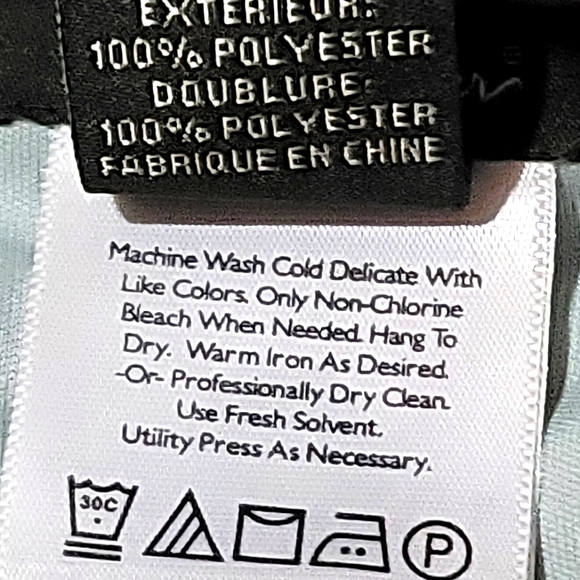 EXTERIEUR:
100% POLYESTER
DOUBLURE:
100% POLYESTER
FABRIQUE EN CHINE
Machine Wash Cold Delicate With
Like Colors. Only Non-Chlorine
Bleach When Needed. Hang To
Dry. Warm Iron As Desired.
-Or- Professionally Dry Clean.
Use Fresh Solvent.
Utility Press As Necessary.
30C
P